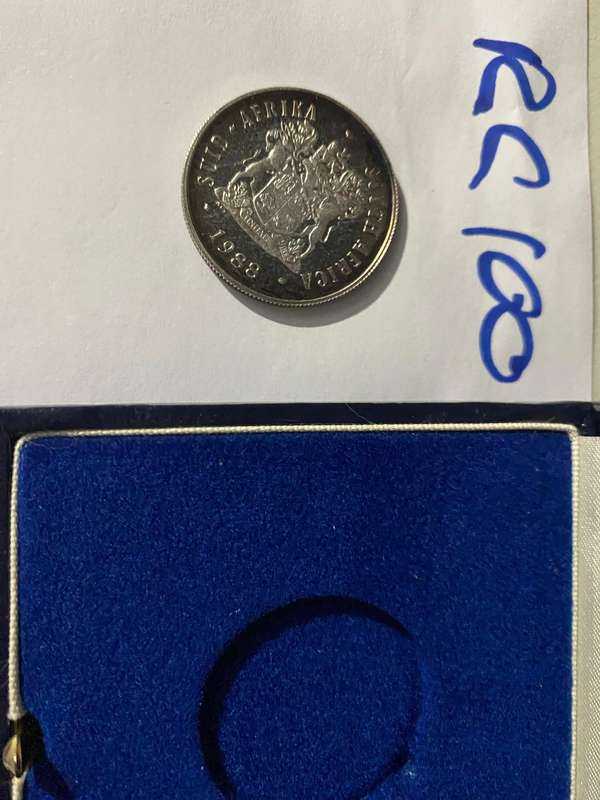 RC 100
SUID-AFRIKA
SOUTH AFRICA
1988